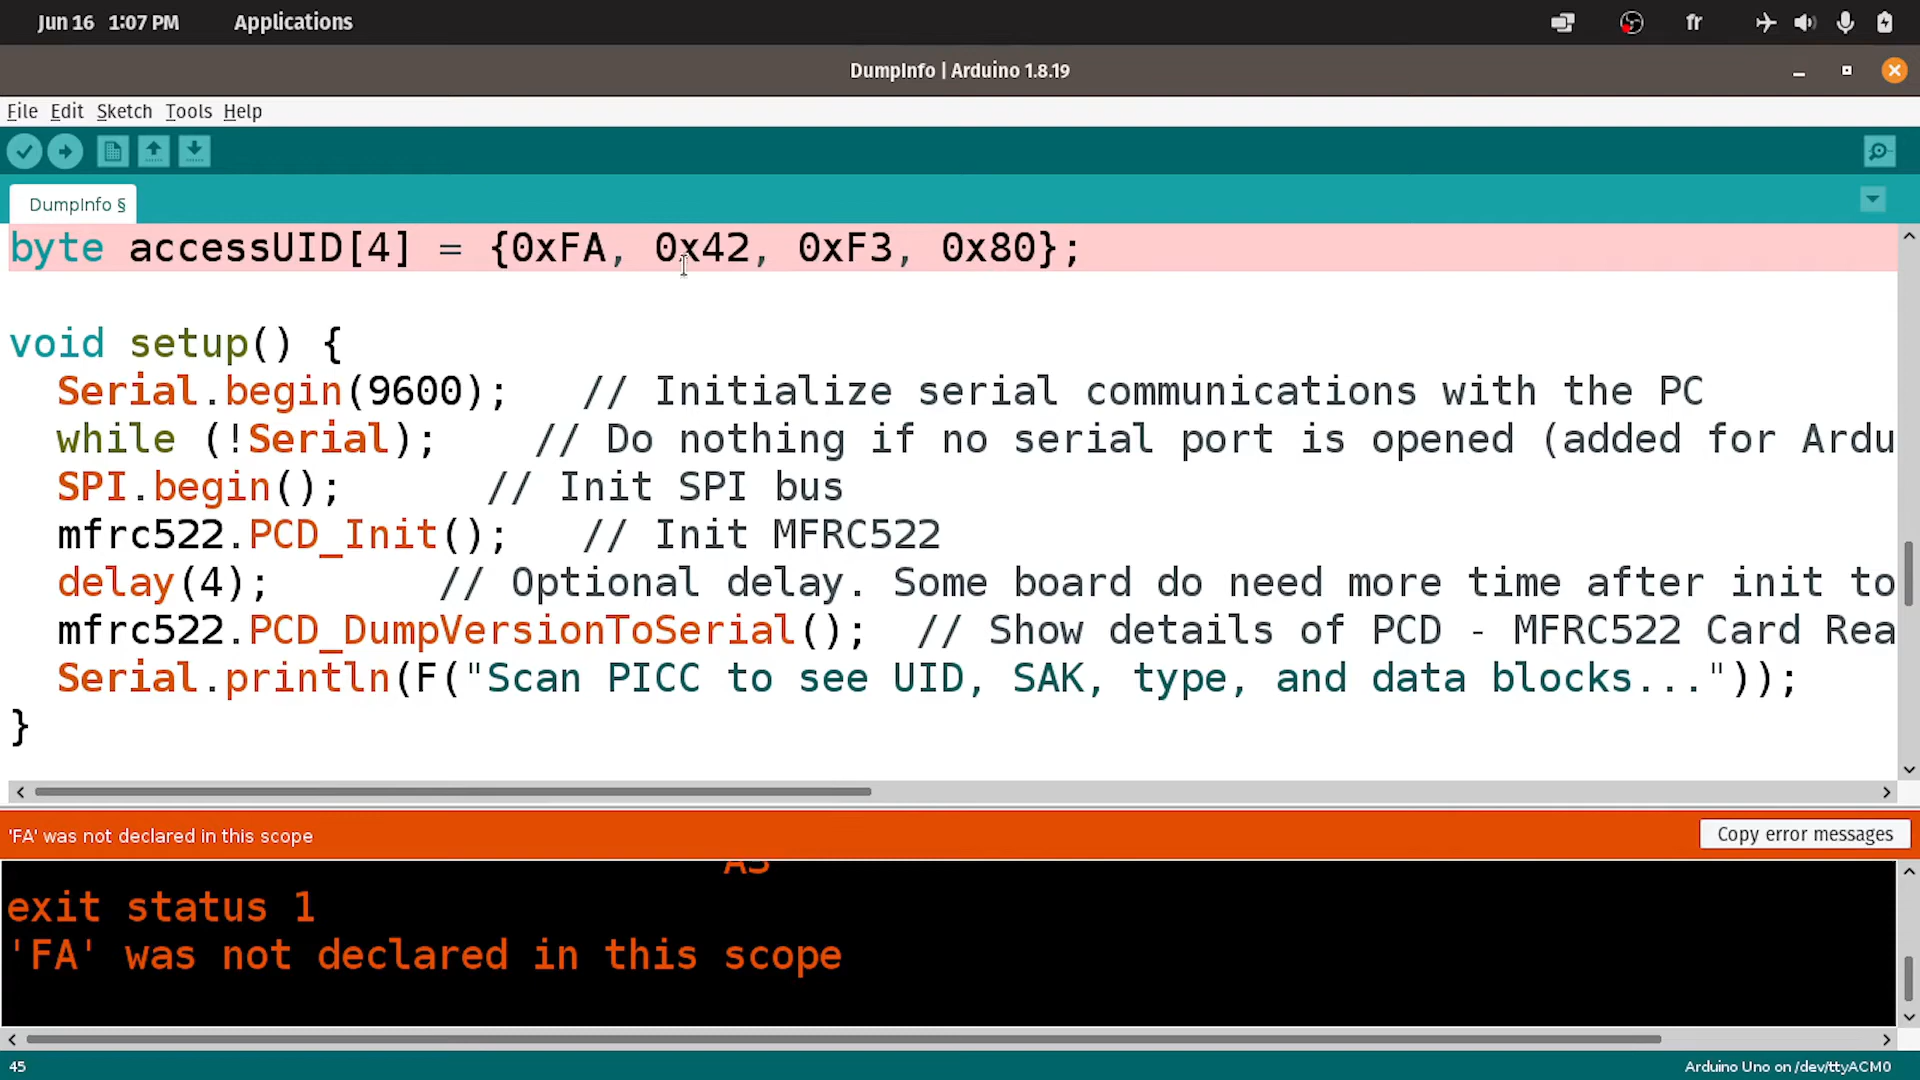 Jun 16 1:07 PM Applications fr
DumpInfo | Arduino 1.8.19
File Edit Sketch Tools Help
DumpInfo §
byte accessUID[4] = {0xFA, 0x42, 0xF3, 0x80};
void setup() {
Serial.begin(9600); // Initialize serial communications with the PC
while (!Serial); // Do nothing if no serial port is opened (added for Ardu
SPI.begin(); // Init SPI bus
mfrc522.PCD_Init(); // Init MFRC522
delay(4); // Optional delay. Some board do need more time after init to
mfrc522.PCD_DumpVersionToSerial(); // Show details of PCD - MFRC522 Card Rea
Serial.println(F("Scan PICC to see UID, SAK, type, and data blocks..."));
}
'FA' was not declared in this scope Copy error messages
exit status 1
'FA' was not declared in this scope
45 Arduino Uno on /dev/ttyACM0